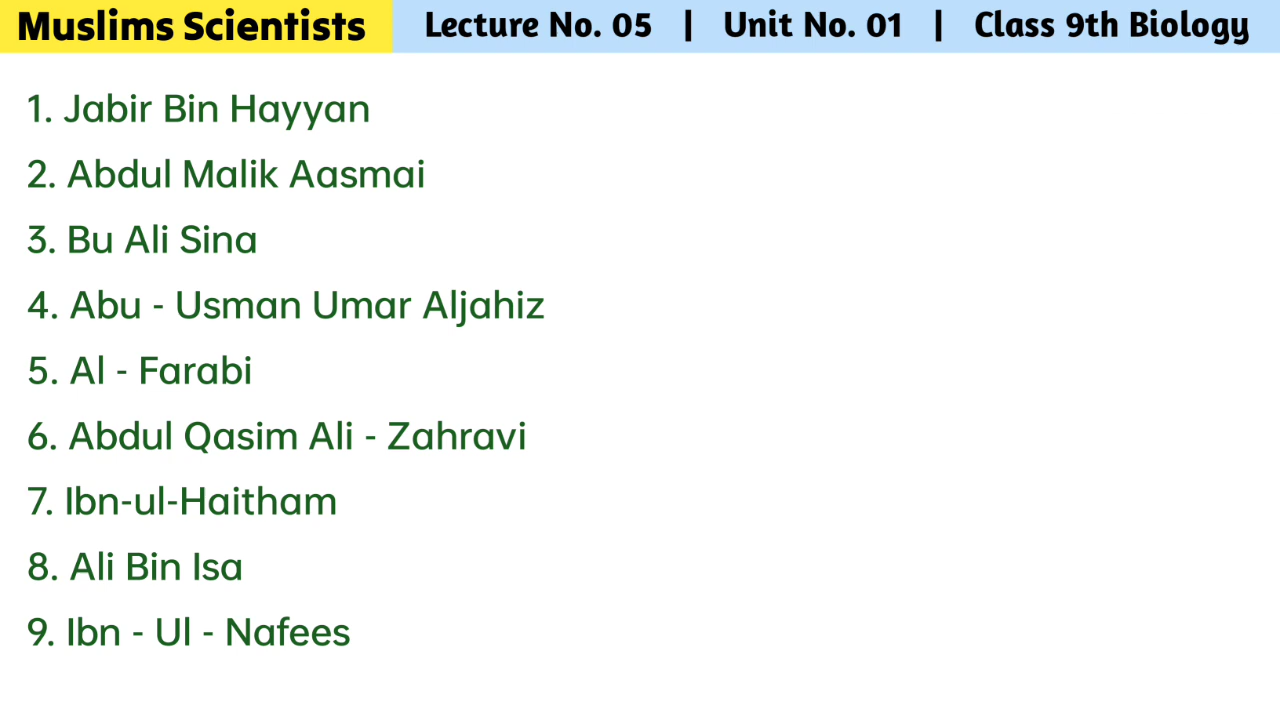 Muslims Scientists Lecture No. 05 | Unit No. 01 | Class 9th Biology
1. Jabir Bin Hayyan
2. Abdul Malik Aasmai
3. Bu Ali Sina
4. Abu - Usman Umar Aljahiz
5. Al - Farabi
6. Abdul Qasim Ali - Zahravi
7. Ibn-ul-Haitham
8. Ali Bin Isa
9. Ibn - Ul - Nafees